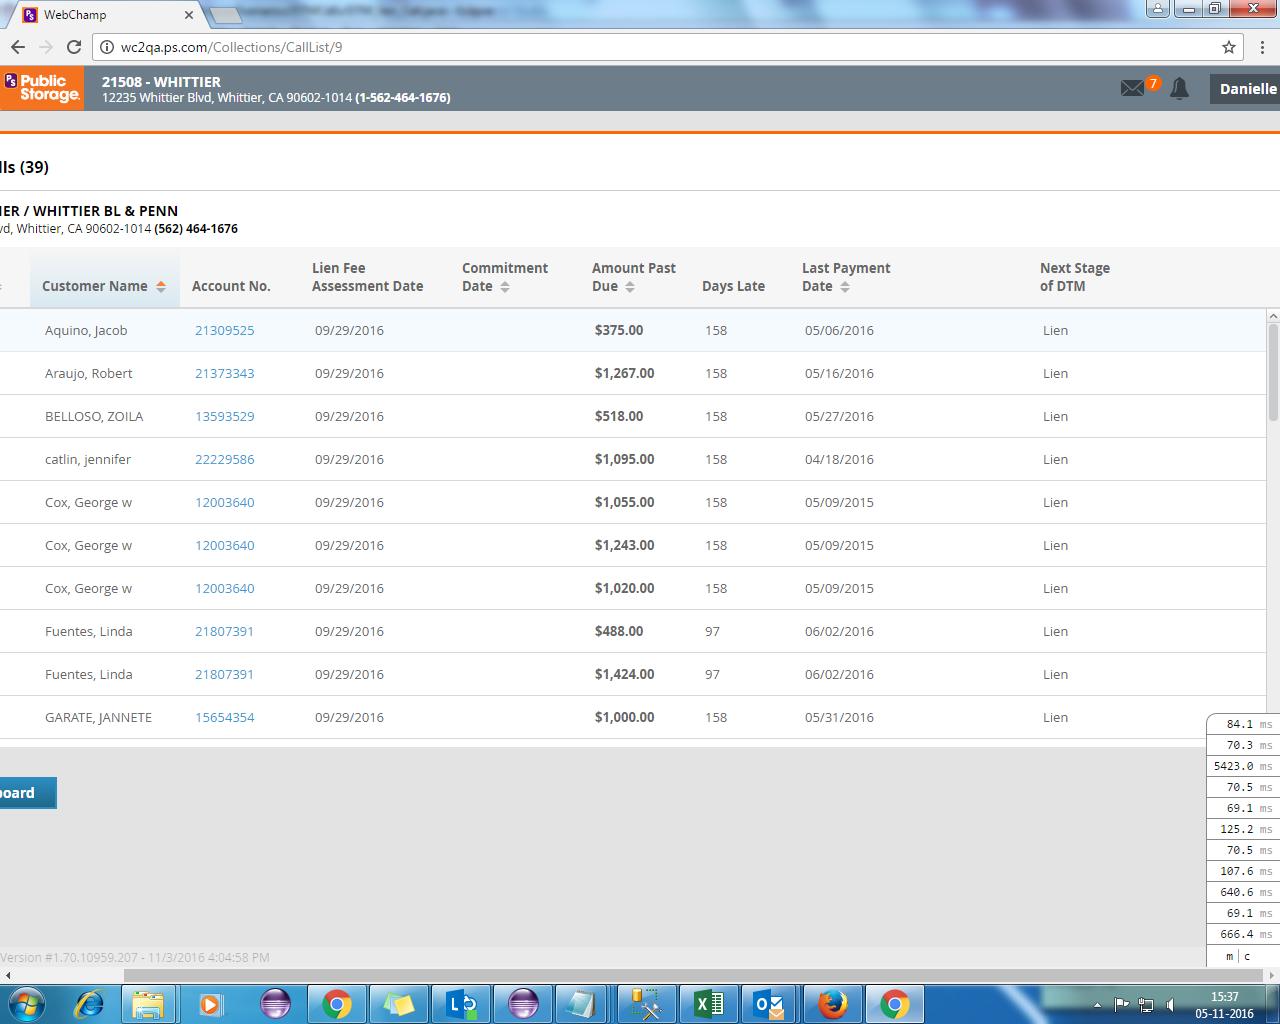 WebChamp
wc2qa.ps.com/Collections/CallList/9
PS Public Storage.
21508 - WHITTIER
12235 Whittier Blvd, Whittier, CA 90602-1014 (1-562-464-1676)
7
Danielle
lls (39)
IER / WHITTIER BL & PENN
vd, Whittier, CA 90602-1014 (562) 464-1676
Customer Name Account No. Lien Fee Assessment Date Commitment Date Amount Past Due Days Late Last Payment Date Next Stage of DTM
Aquino, Jacob 21309525 09/29/2016 $375.00 158 05/06/2016 Lien
Araujo, Robert 21373343 09/29/2016 $1,267.00 158 05/16/2016 Lien
BELLOSO, ZOILA 13593529 09/29/2016 $518.00 158 05/27/2016 Lien
catlin, jennifer 22229586 09/29/2016 $1,095.00 158 04/18/2016 Lien
Cox, George w 12003640 09/29/2016 $1,055.00 158 05/09/2015 Lien
Cox, George w 12003640 09/29/2016 $1,243.00 158 05/09/2015 Lien
Cox, George w 12003640 09/29/2016 $1,020.00 158 05/09/2015 Lien
Fuentes, Linda 21807391 09/29/2016 $488.00 97 06/02/2016 Lien
Fuentes, Linda 21807391 09/29/2016 $1,424.00 97 06/02/2016 Lien
GARATE, JANNETE 15654354 09/29/2016 $1,000.00 158 05/31/2016 Lien
84.1 ms
70.3 ms
5423.0 ms
70.5 ms
69.1 ms
125.2 ms
70.5 ms
107.6 ms
640.6 ms
69.1 ms
666.4 ms
m | c
board
Version #1.70.10959.207 - 11/3/2016 4:04:58 PM
15:37
05-11-2016